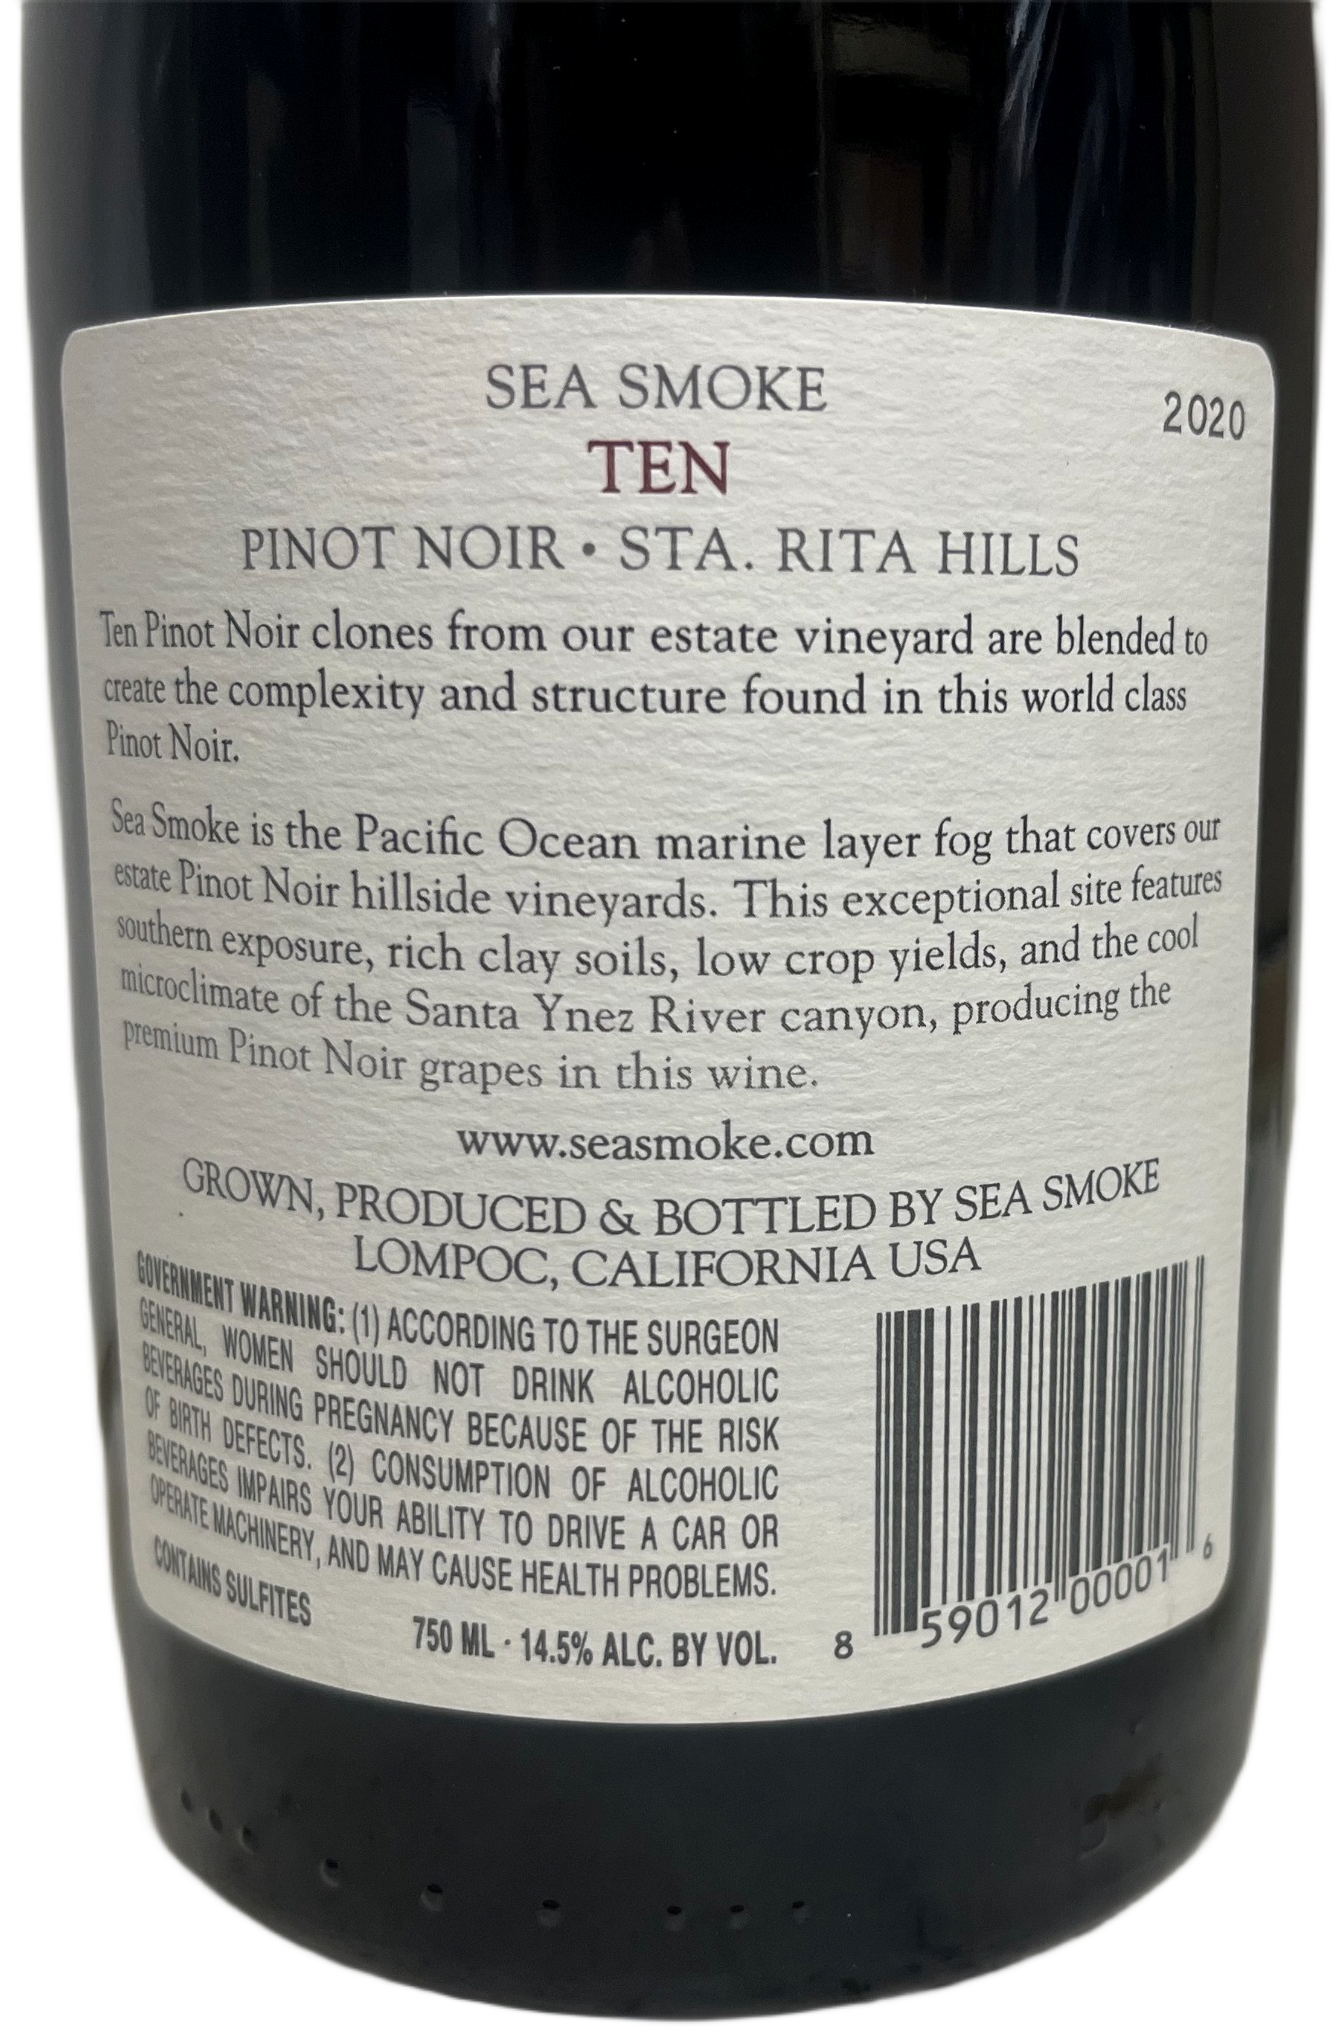 SEA SMOKE
2020
TEN
PINOT NOIR • STA. RITA HILLS
Ten Pinot Noir clones from our estate vineyard are blended to
create the complexity and structure found in this world class
Pinot Noir.
Sea Smoke is the Pacific Ocean marine layer fog that covers our
estate Pinot Noir hillside vineyards. This exceptional site features
southern exposure, rich clay soils, low crop yields, and the cool
microclimate of the Santa Ynez River canyon, producing the
premium Pinot Noir grapes in this wine.
www.seasmoke.com
GROWN, PRODUCED & BOTTLED BY SEA SMOKE
LOMPOC, CALIFORNIA USA
GOVERNMENT WARNING: (1) ACCORDING TO THE SURGEON
GENERAL, WOMEN SHOULD NOT DRINK ALCOHOLIC
BEVERAGES DURING PREGNANCY BECAUSE OF THE RISK
OF BIRTH DEFECTS. (2) CONSUMPTION OF ALCOHOLIC
BEVERAGES IMPAIRS YOUR ABILITY TO DRIVE A CAR OR
OPERATE MACHINERY, AND MAY CAUSE HEALTH PROBLEMS.
CONTAINS SULFITES
750 ML · 14.5% ALC. BY VOL.
8 59012 00001 6